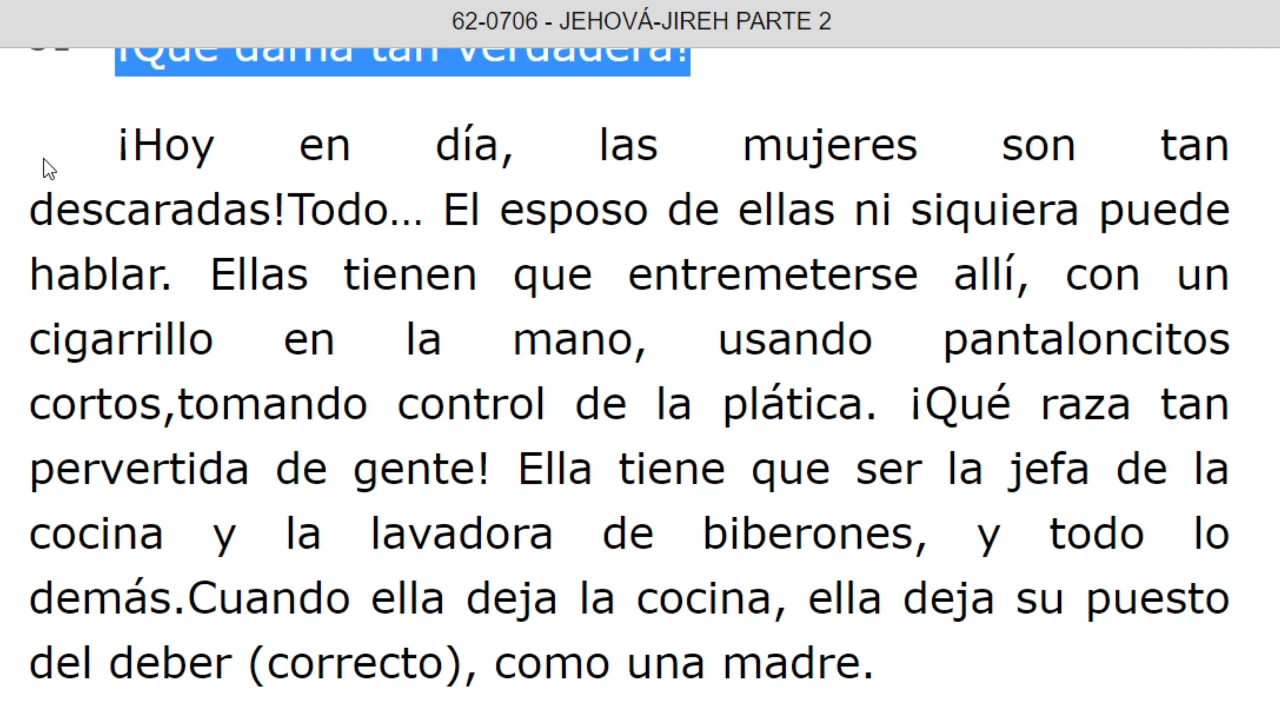 62-0706 - JEHOVÁ-JIREH PARTE 2
¡Qué dama tan verdadera!
¡Hoy en día, las mujeres son tan
descaradas!Todo... El esposo de ellas ni siquiera puede
hablar. Ellas tienen que entremeterse allí, con un
cigarrillo en la mano, usando pantaloncitos
cortos,tomando control de la plática. ¡Qué raza tan
pervertida de gente! Ella tiene que ser la jefa de la
cocina y la lavadora de biberones, y todo lo
demás.Cuando ella deja la cocina, ella deja su puesto
del deber (correcto), como una madre.